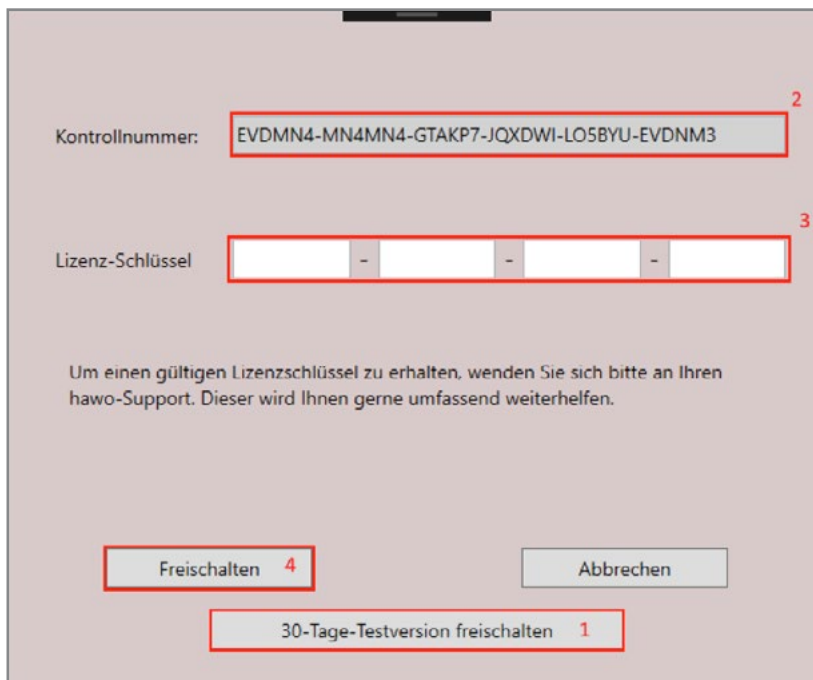 2
Kontrollnummer: EVDMN4-MN4MN4-GTAKP7-JQXDWI-LO5BYU-EVDNM3
3
Lizenz-Schlüssel - - -
Um einen gültigen Lizenzschlüssel zu erhalten, wenden Sie sich bitte an Ihren
hawo-Support. Dieser wird Ihnen gerne umfassend weiterhelfen.
Freischalten 4 Abbrechen
30-Tage-Testversion freischalten 1